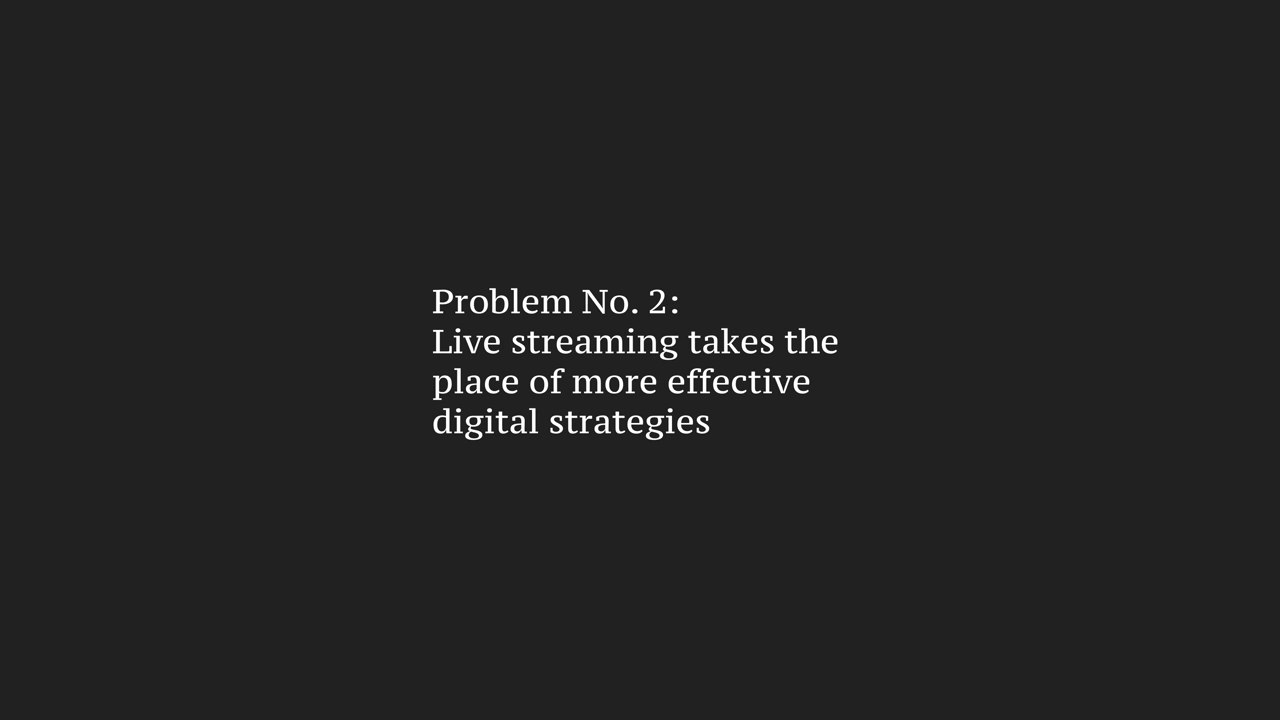 Problem No. 2:
Live streaming takes the
place of more effective
digital strategies